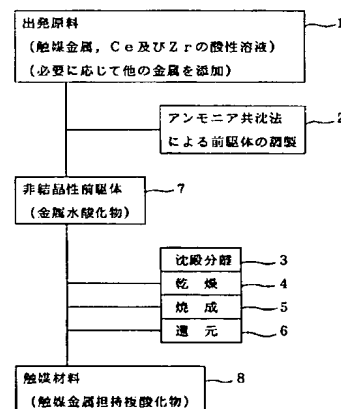 出発原料
(触媒金属,Ce及びZrの酸性溶液)
(必要に応じて他の金属を添加)
1
アンモニア共沈法
による前駆体の調製
2
非結晶性前駆体
(金属水酸化物)
7
沈殿分離
3
乾 燥
4
焼 成
5
還 元
6
触媒材料
(触媒金属担持複酸化物)
8